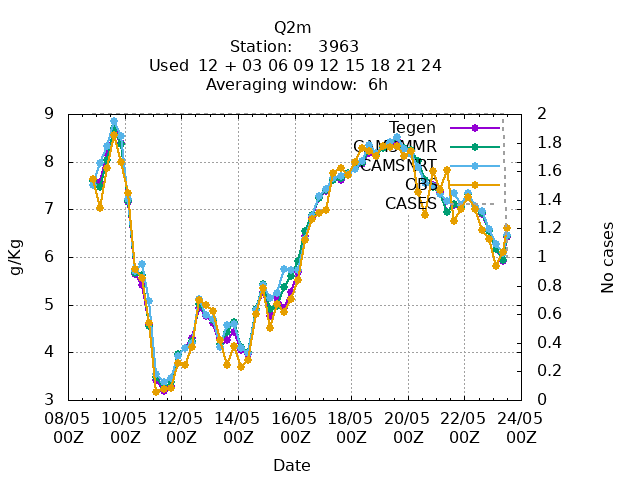 Q2m
Station: 3963
Used 12 + 03 06 09 12 15 18 21 24
Averaging window: 6h
9
8
7
6
5
4
3
g/Kg
2
1.8
1.6
1.4
1.2
1
0.8
0.6
0.4
0.2
0
No cases
Tegen
CAMSMMR
CAMSNRT
OBS
CASES
08/05 10/05 12/05 14/05 16/05 18/05 20/05 22/05 24/05
00Z 00Z 00Z 00Z 00Z 00Z 00Z 00Z 00Z
Date